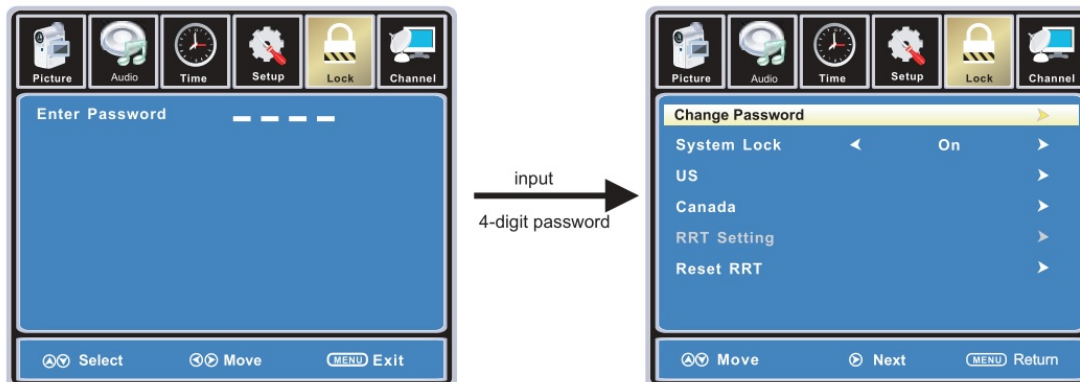 Picture Audio Time Setup Lock Channel
Enter Password
Select Move MENU Exit
input
4-digit password
Picture Audio Time Setup Lock Channel
Change Password
System Lock On
US
Canada
RRT Setting
Reset RRT
Move Next MENU Return